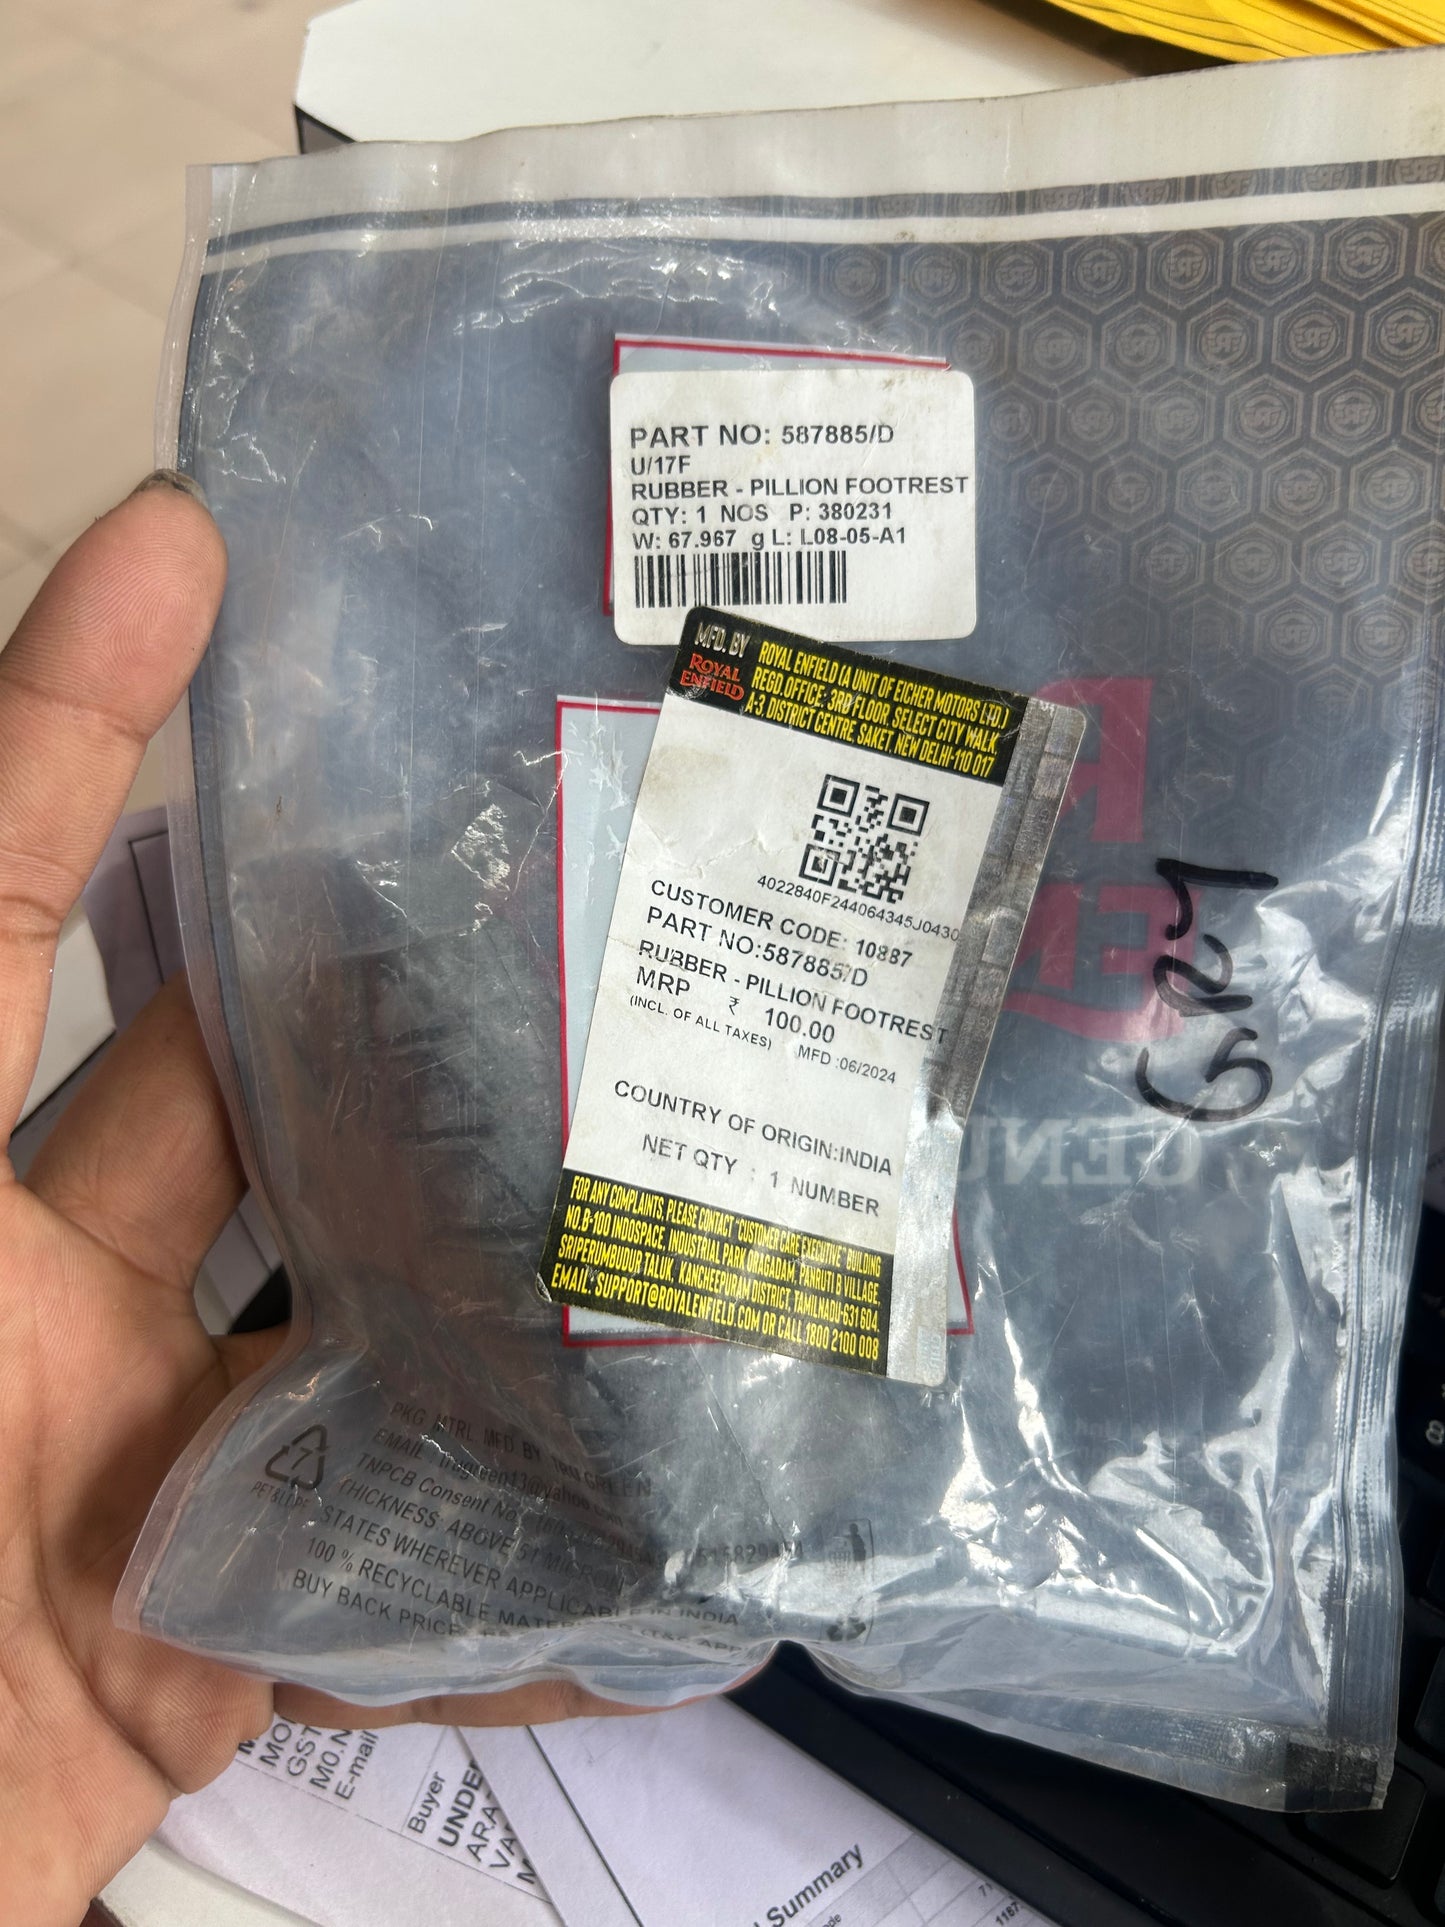 PART NO: 587885/D
U/17F
RUBBER - PILLION FOOTREST
QTY: 1 NOS P: 380231
W: 67.967 g L: L08-05-A1
MFD. BY
ROYAL
ENFIELD
ROYAL ENFIELD (A UNIT OF EICHER MOTORS LTD.)
REGD.OFFICE: 3RD FLOOR, SELECT CITY WALK,
A-3, DISTRICT CENTRE, SAKET, NEW DELHI-110 017
4022840F244064345J0430
CUSTOMER CODE: 10887
PART NO:587885/D
RUBBER - PILLION FOOTREST
MRP ₹ 100.00
(INCL. OF ALL TAXES) MFD :06/2024
COUNTRY OF ORIGIN:INDIA
NET QTY : 1 NUMBER
FOR ANY COMPLAINTS, PLEASE CONTACT "CUSTOMER CARE EXECUTIVE" BUILDING
NO.B-100 INDOSPACE, INDUSTRIAL PARK ORAGADAM, PANRUTI B VILLAGE,
SRIPERUMBUDUR TALUK, KANCHEEPURAM DISTRICT, TAMILNADU-631 604.
EMAIL: SUPPORT@ROYALENFIELD.COM OR CALL 1800 2100 008
PKG MTRL. MFD. BY TRU GREEN
EMAIL
TNPCB Consent No.
THICKNESS: ABOVE 51 MICRON
STATES WHEREVER APPLICABLE IN INDIA
100 % RECYCLABLE
BUY BACK PRICE
7
Buyer
E-mail
Summary